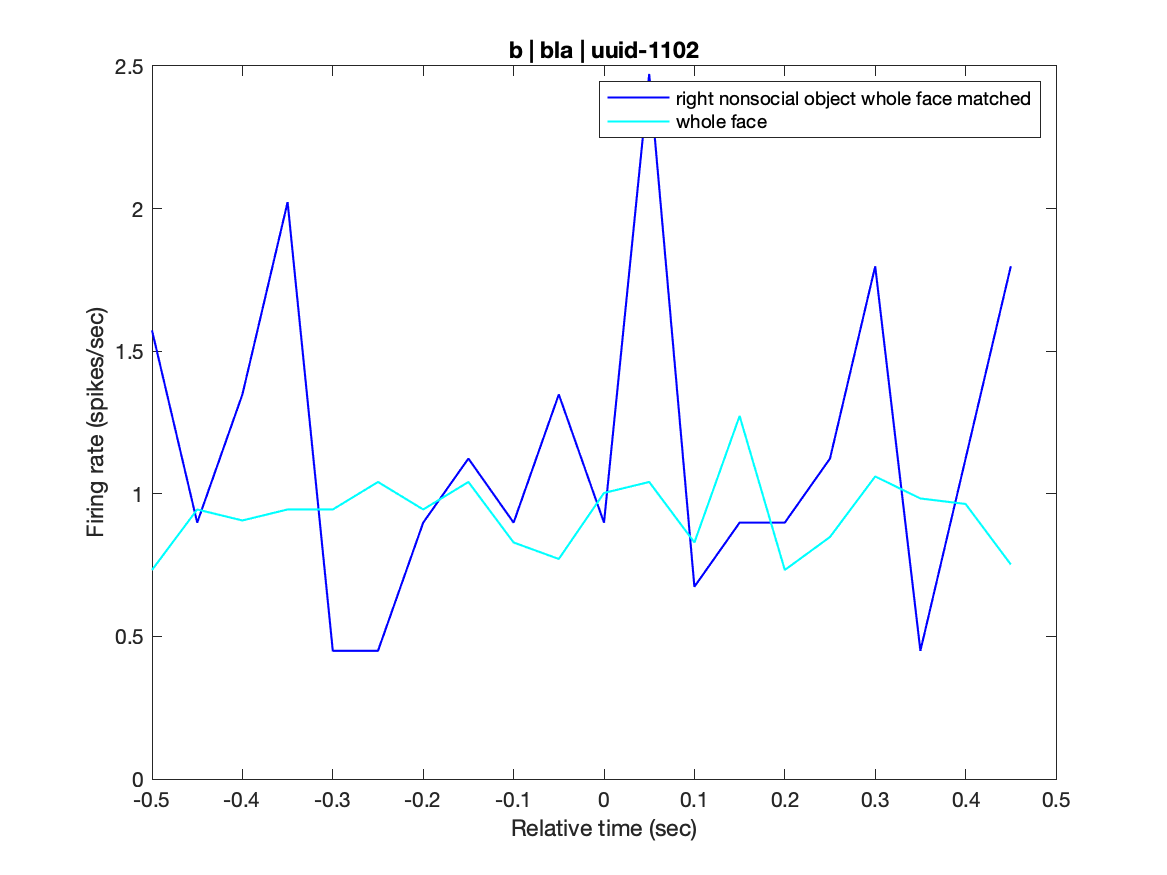 b | bla | uuid-1102
right nonsocial object whole face matched
whole face
Firing rate (spikes/sec)
2.5
2
1.5
1
0.5
0
-0.5 -0.4 -0.3 -0.2 -0.1 0 0.1 0.2 0.3 0.4 0.5
Relative time (sec)